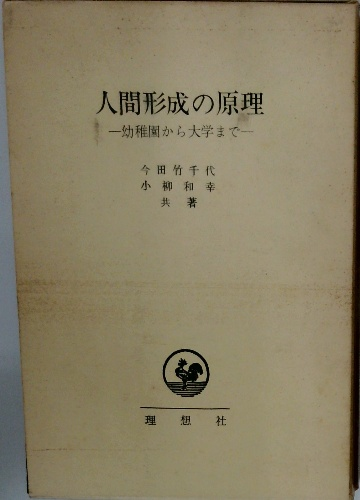 人間形成の原理
―幼稚園から大学まで―
今田竹千代
小柳和幸
共著
理想社